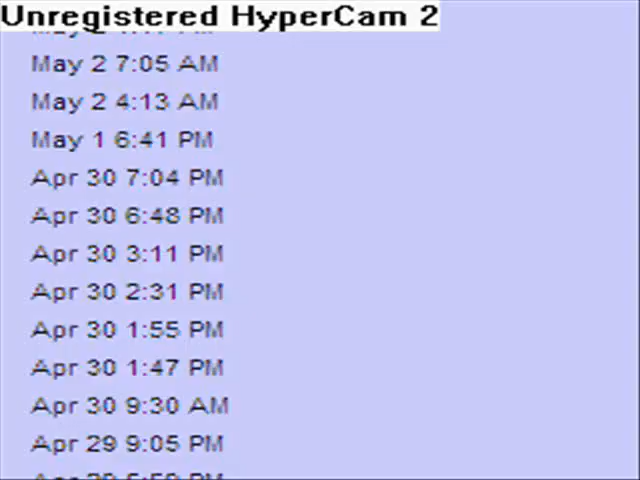 Unregistered HyperCam 2
May 2 7:05 AM
May 2 4:13 AM
May 1 6:41 PM
Apr 30 7:04 PM
Apr 30 6:48 PM
Apr 30 3:11 PM
Apr 30 2:31 PM
Apr 30 1:55 PM
Apr 30 1:47 PM
Apr 30 9:30 AM
Apr 29 9:05 PM